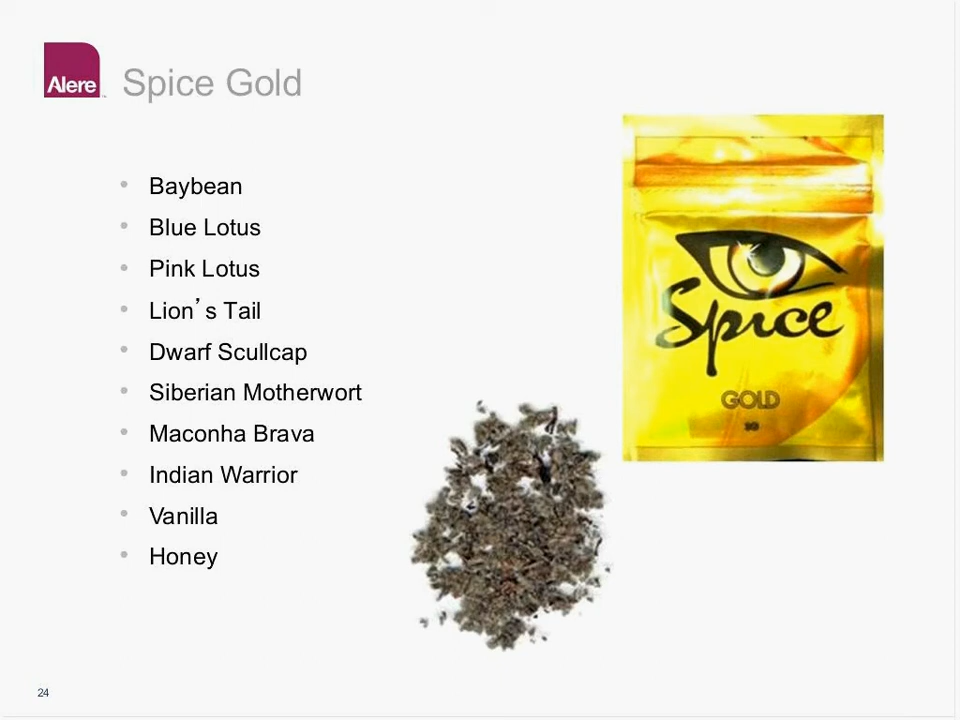 Alere
Spice Gold
• Baybean
• Blue Lotus
• Pink Lotus
• Lion’s Tail
• Dwarf Scullcap
• Siberian Motherwort
• Maconha Brava
• Indian Warrior
• Vanilla
• Honey
Spice
GOLD
24